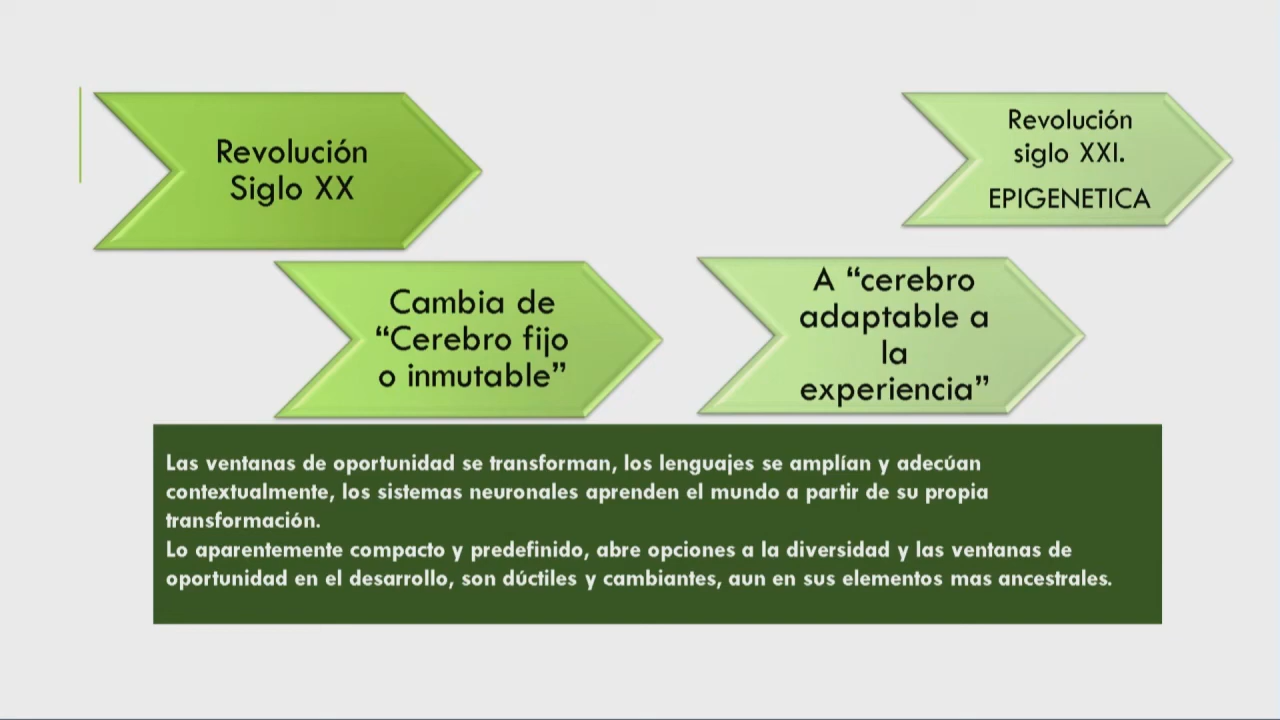 Revolución
Siglo XX
Revolución
siglo XXI.
EPIGENETICA
Cambia de
“Cerebro fijo
o inmutable”
A “cerebro
adaptable a
la
experiencia”
Las ventanas de oportunidad se transforman, los lenguajes se amplían y adecúan
contextualmente, los sistemas neuronales aprenden el mundo a partir de su propia
transformación.
Lo aparentemente compacto y predefinido, abre opciones a la diversidad y las ventanas de
oportunidad en el desarrollo, son dúctiles y cambiantes, aun en sus elementos mas ancestrales.